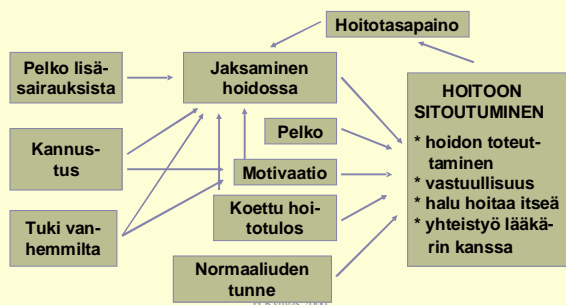 Hoitotasapaino
Pelko lisä-
sairauksista
Jaksaminen
hoidossa
HOITOON
SITOUTUMINEN
* hoidon toteut-
taminen
* vastuullisuus
* halu hoitaa itseä
* yhteistyö lääkä-
rin kanssa
Pelko
Kannus-
tus
Motivaatio
Koettu hoi-
totulos
Tuki van-
hemmilta
Normaaliuden
tunne